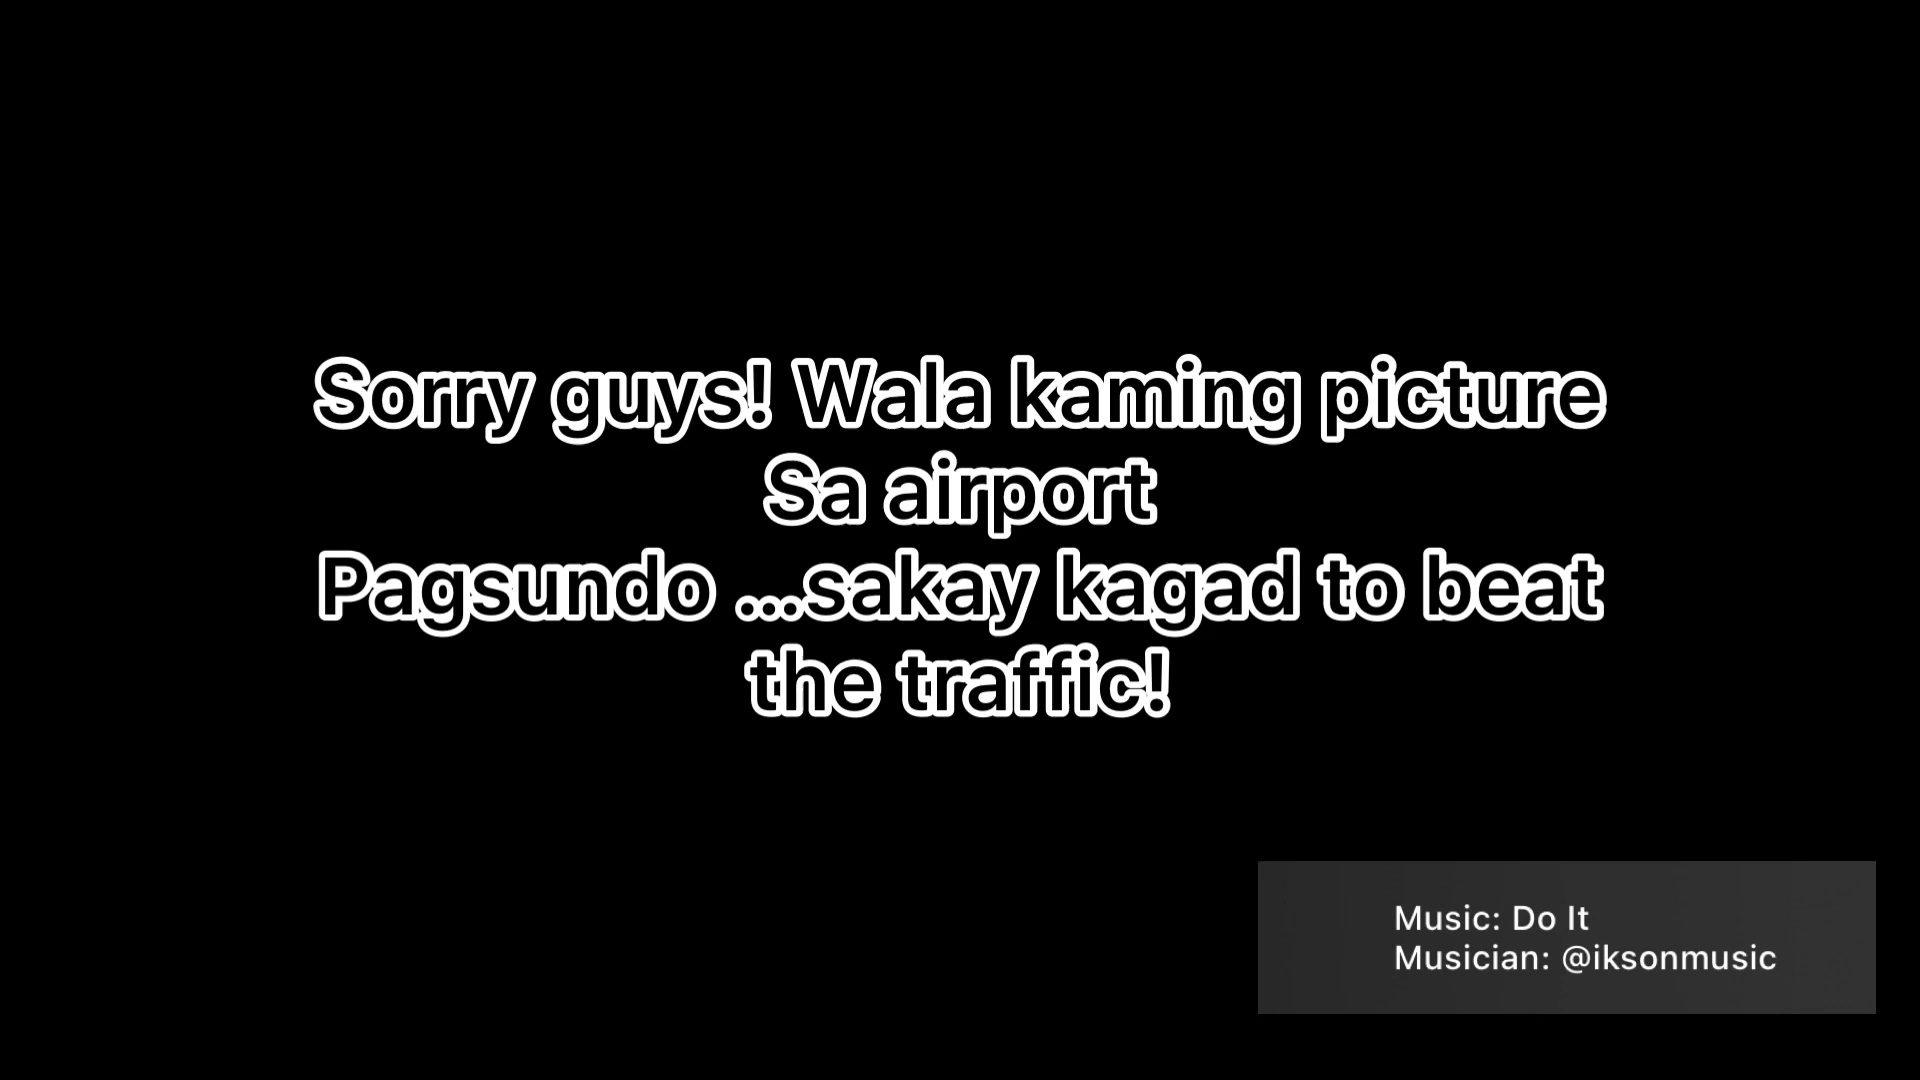 Sorry guys! Wala kaming picture
Sa airport
Pagsundo ...sakay kagad to beat
the traffic!
Music: Do It
Musician: @iksonmusic